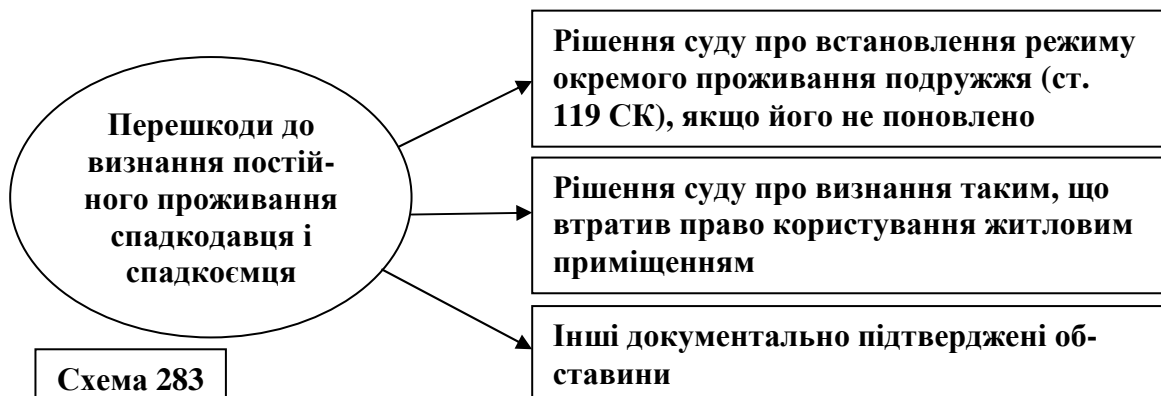 Перешкоди до
визнання постій-
ного проживання
спадкодавця і
спадкоємця
Рішення суду про встановлення режиму
окремого проживання подружжя (ст.
119 СК), якщо його не поновлено
Рішення суду про визнання таким, що
втратив право користування житловим
приміщенням
Інші документально підтверджені об-
ставини
Схема 283